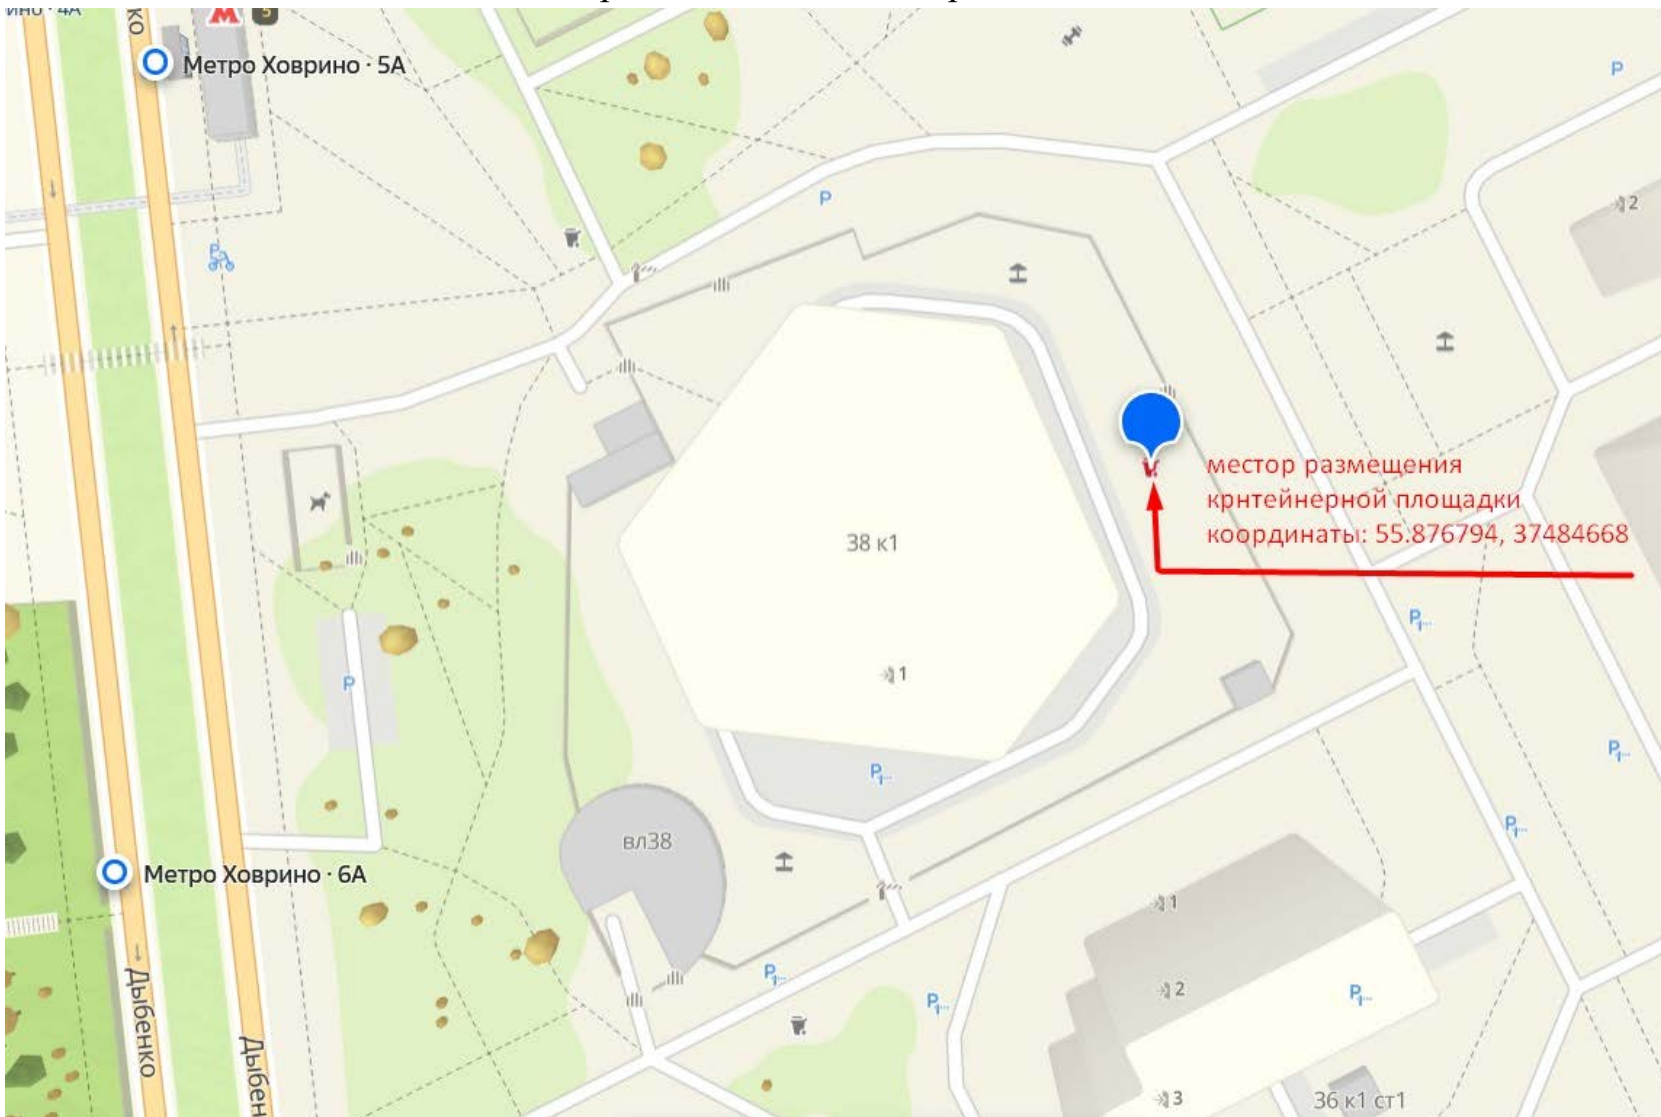 М
5
Метро Ховрино · 5А
P
P
2
P
местор размещения
крнтейнерной площадки
координаты: 55.876794, 37484668
38 к1
1
P
P
P
P
P
вл38
Метро Ховрино · 6А
P
P
P
P
1
2
3
Дыбенко
36 к1 ст1